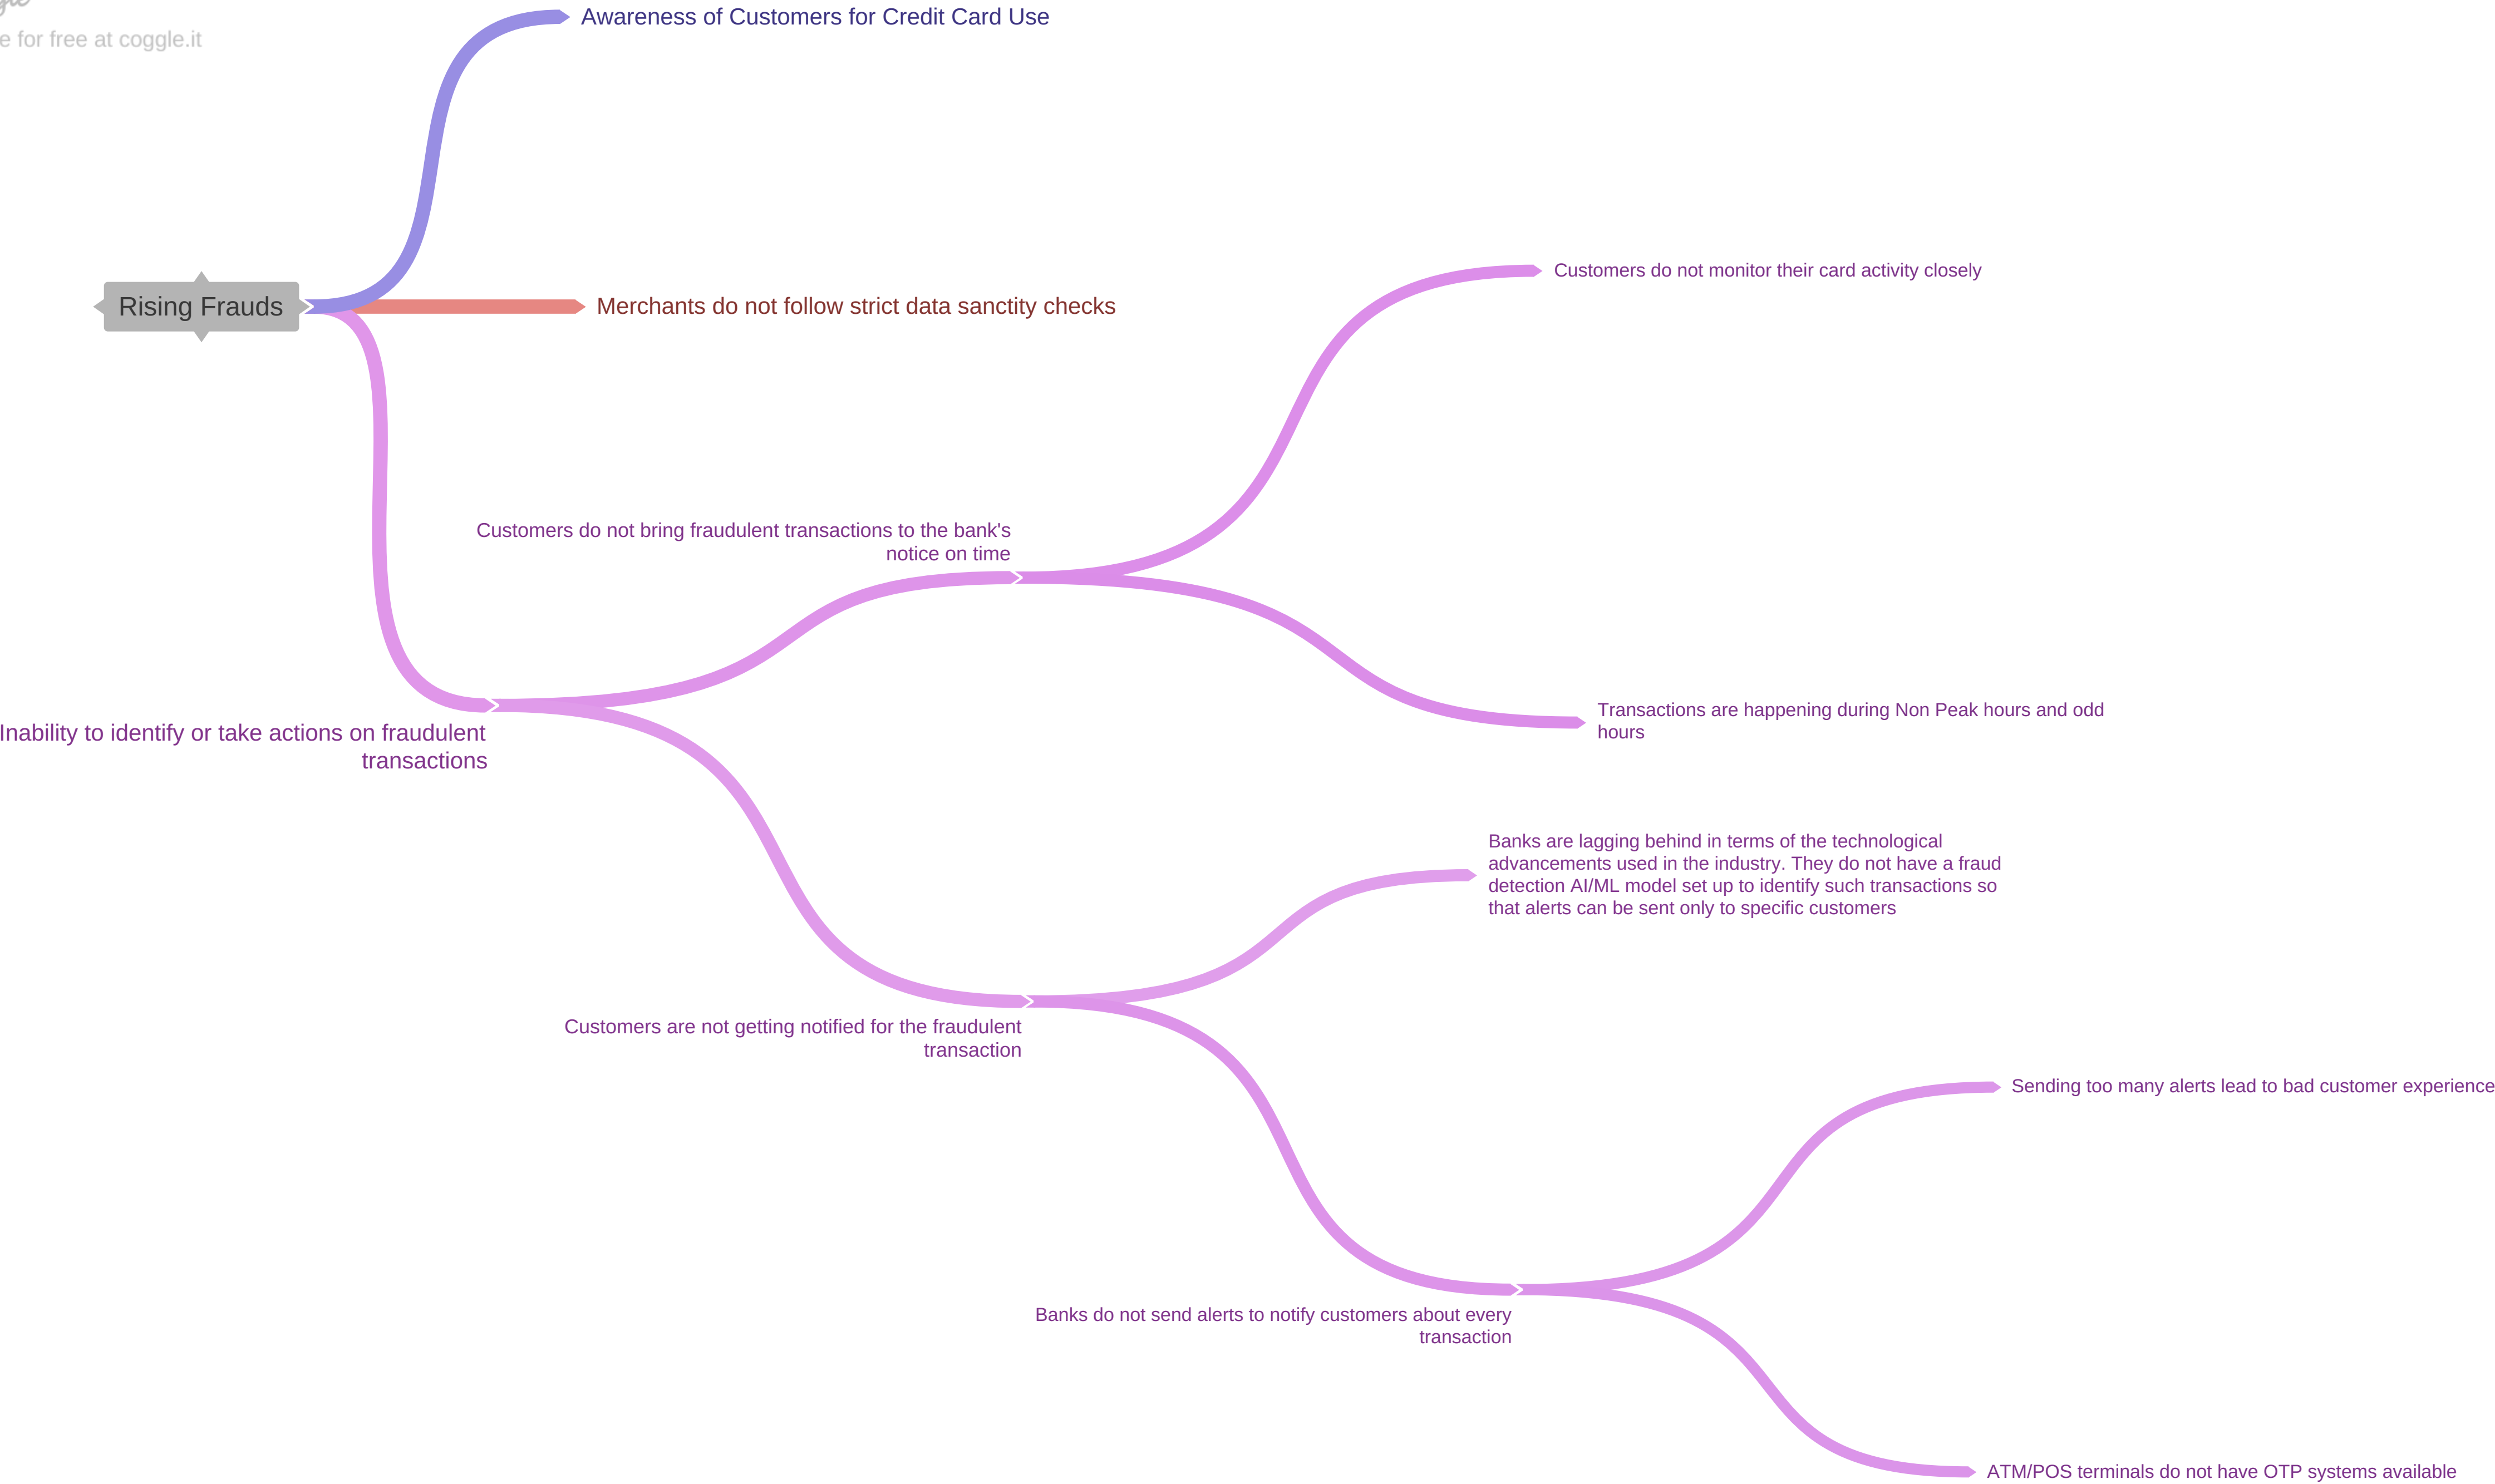 e for free at coggle.it
Awareness of Customers for Credit Card Use
Rising Frauds
Merchants do not follow strict data sanctity checks
Customers do not monitor their card activity closely
Customers do not bring fraudulent transactions to the bank's
notice on time
Inability to identify or take actions on fraudulent
transactions
Transactions are happening during Non Peak hours and odd
hours
Banks are lagging behind in terms of the technological
advancements used in the industry. They do not have a fraud
detection AI/ML model set up to identify such transactions so
that alerts can be sent only to specific customers
Customers are not getting notified for the fraudulent
transaction
Sending too many alerts lead to bad customer experience
Banks do not send alerts to notify customers about every
transaction
ATM/POS terminals do not have OTP systems available